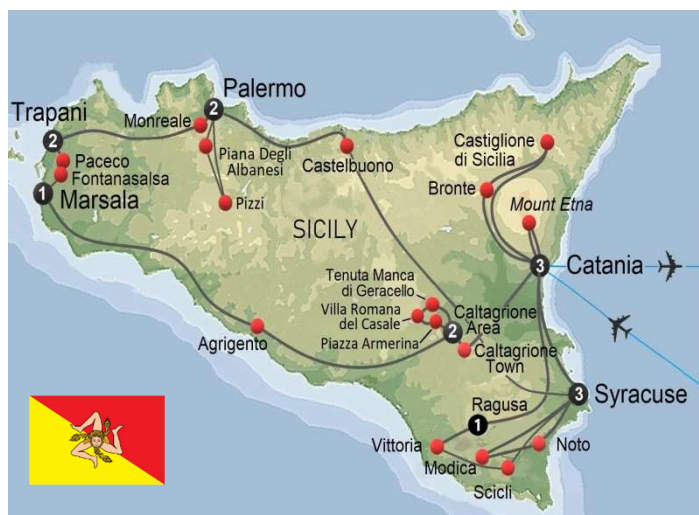 Palermo
2
Trapani
2
Monreale
Paceco
Fontanasalsa
1
Marsala
Piana Degli
Albanesi
Pizzi
Castelbuono
Castiglione
di Sicilia
Bronte
Mount Etna
SICILY
3
Catania
Tenuta Manca
di Geracello
Villa Romana
del Casale
Piazza Armerina
2
Caltagrione
Area
Caltagrione
Town
Agrigento
3
Syracuse
Ragusa
1
Vittoria
Modica
Scicli
Noto